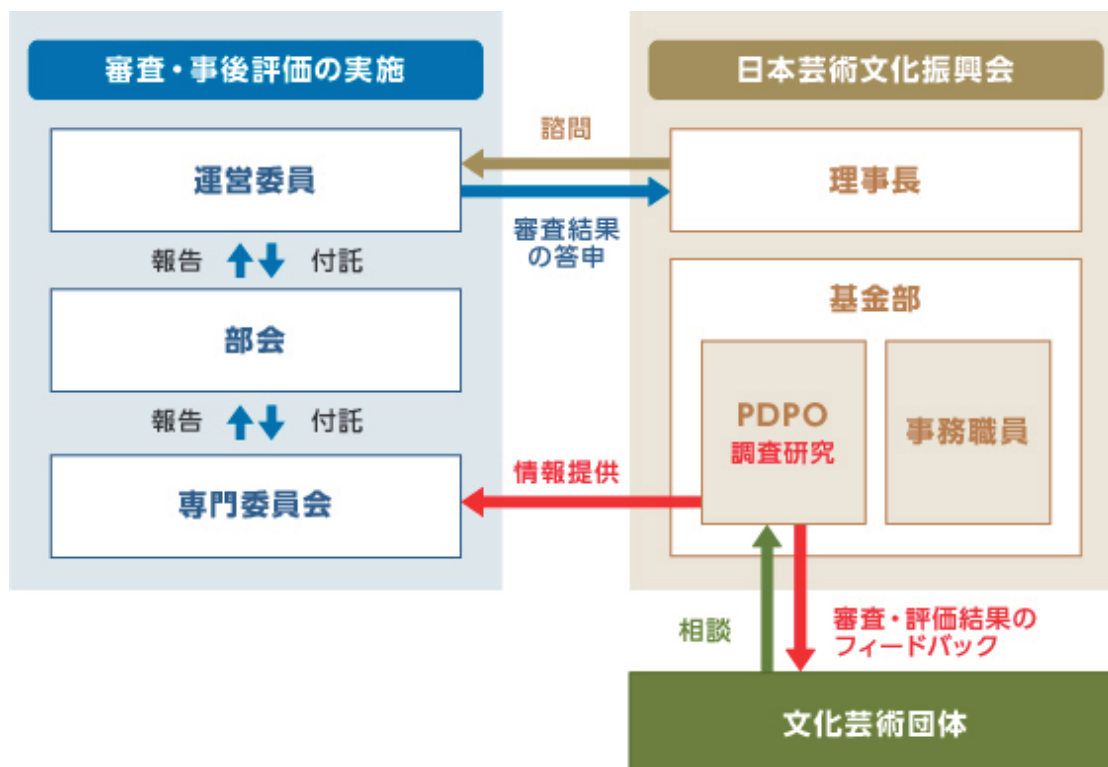 審査・事後評価の実施
運営委員
報告
付託
部会
報告
付託
専門委員会
諮問
審査結果
の答申
情報提供
日本芸術文化振興会
理事長
基金部
PDPO
調査研究
事務職員
相談
審査・評価結果の
フィードバック
文化芸術団体